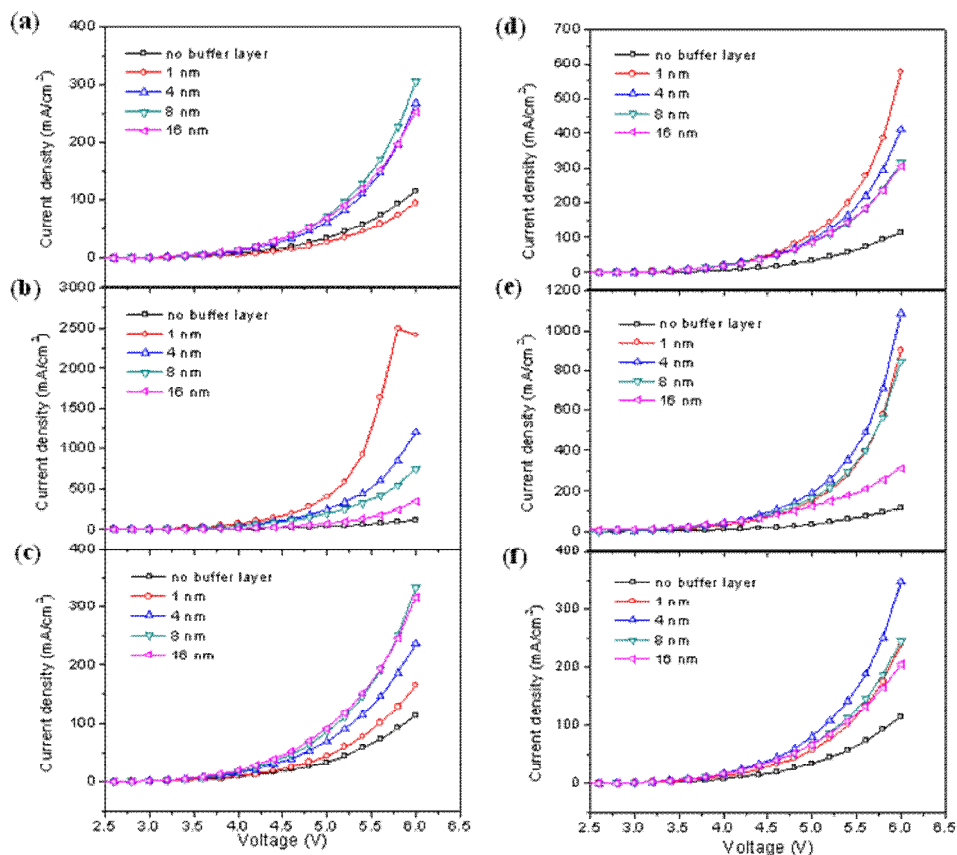 (a)
400
300
200
100
0
Current density (mA/cm²)
no buffer layer
1 nm
4 nm
8 nm
16 nm
(b)
3000
2500
2000
1500
1000
500
0
Current density (mA/cm²)
no buffer layer
1 nm
4 nm
8 nm
16 nm
(c)
400
300
200
100
0
Current density (mA/cm²)
no buffer layer
1 nm
4 nm
8 nm
16 nm
2.5 3.0 3.5 4.0 4.5 5.0 5.5 6.0 6.5
Voltage (V)
(d)
700
600
500
400
300
200
100
0
Current density (mA/cm²)
no buffer layer
1 nm
4 nm
8 nm
16 nm
(e)
1200
1000
800
600
400
200
0
Current density (mA/cm²)
no buffer layer
1 nm
4 nm
8 nm
16 nm
(f)
400
300
200
100
0
Current density (mA/cm²)
no buffer layer
1 nm
4 nm
8 nm
16 nm
2.5 3.0 3.5 4.0 4.5 5.0 5.5 6.0 6.5
Voltage (V)